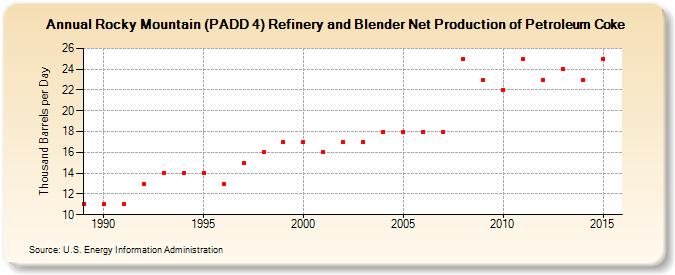 Annual Rocky Mountain (PADD 4) Refinery and Blender Net Production of Petroleum Coke
Thousand Barrels per Day
26
24
22
20
18
16
14
12
10
1990 1995 2000 2005 2010 2015
Source: U.S. Energy Information Administration